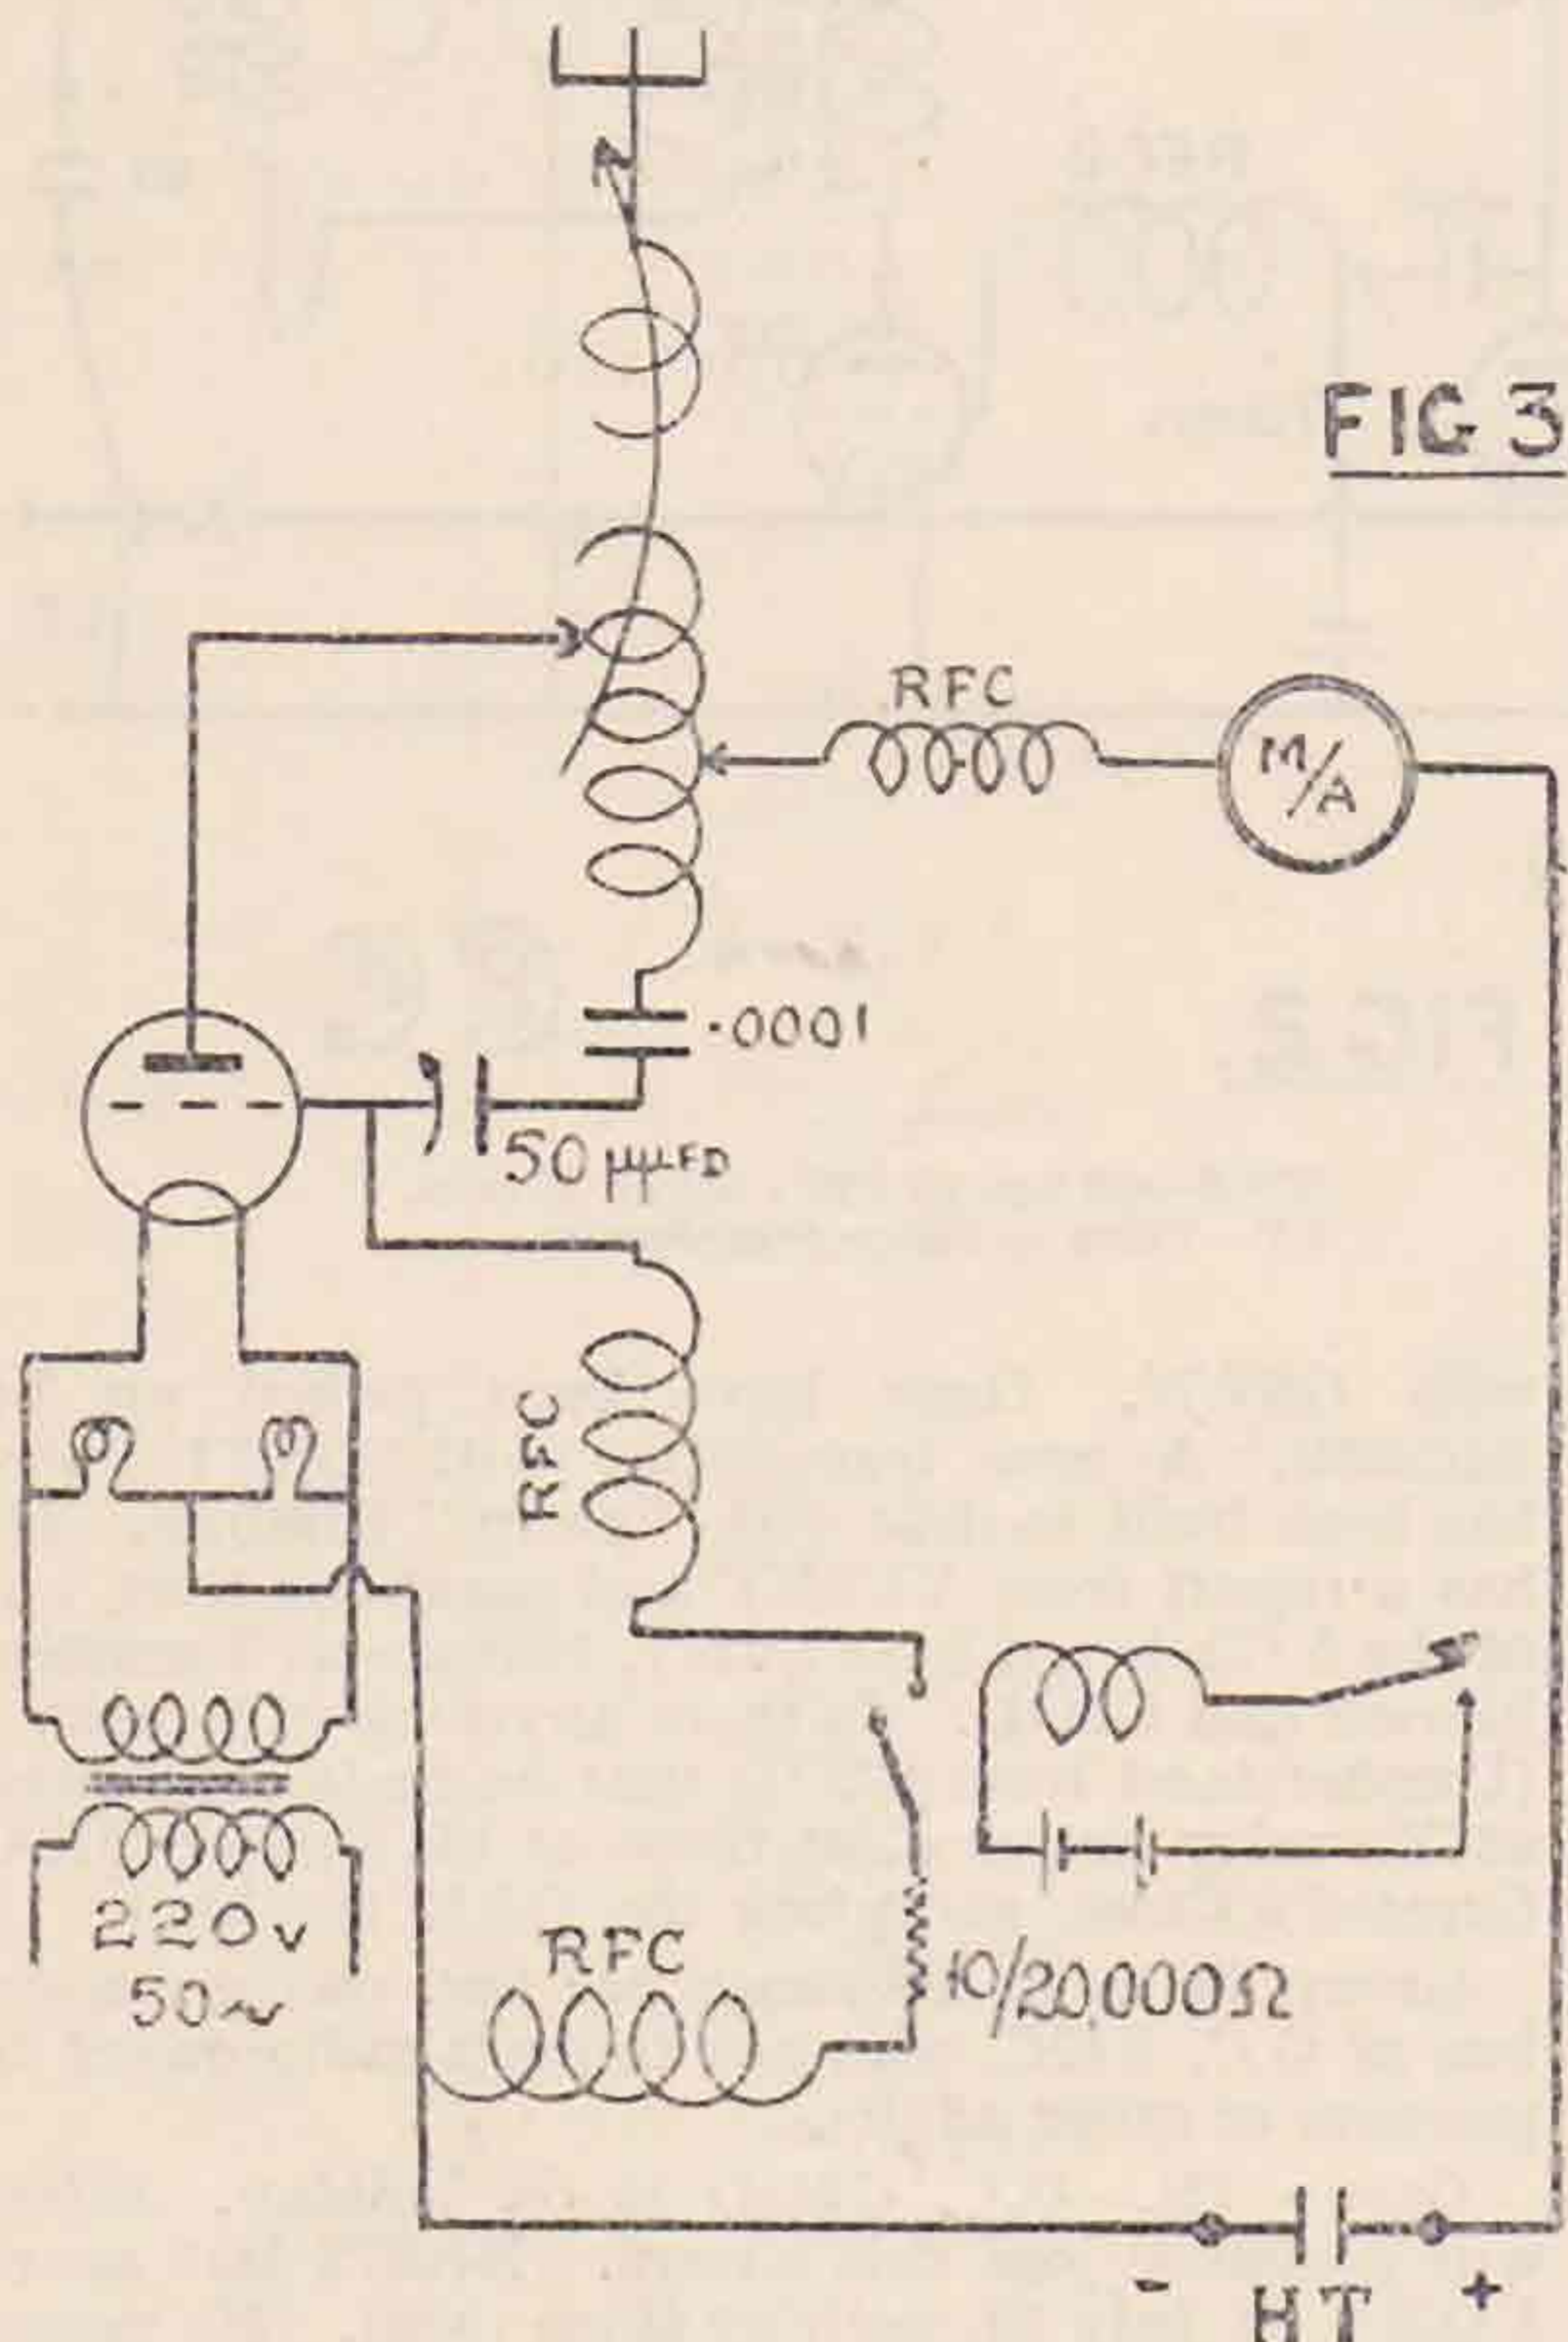 FIG 3
RFC
M/A
.0001
50 μμFD
RFC
220v
50~
RFC
10/20,000Ω
- +
HT